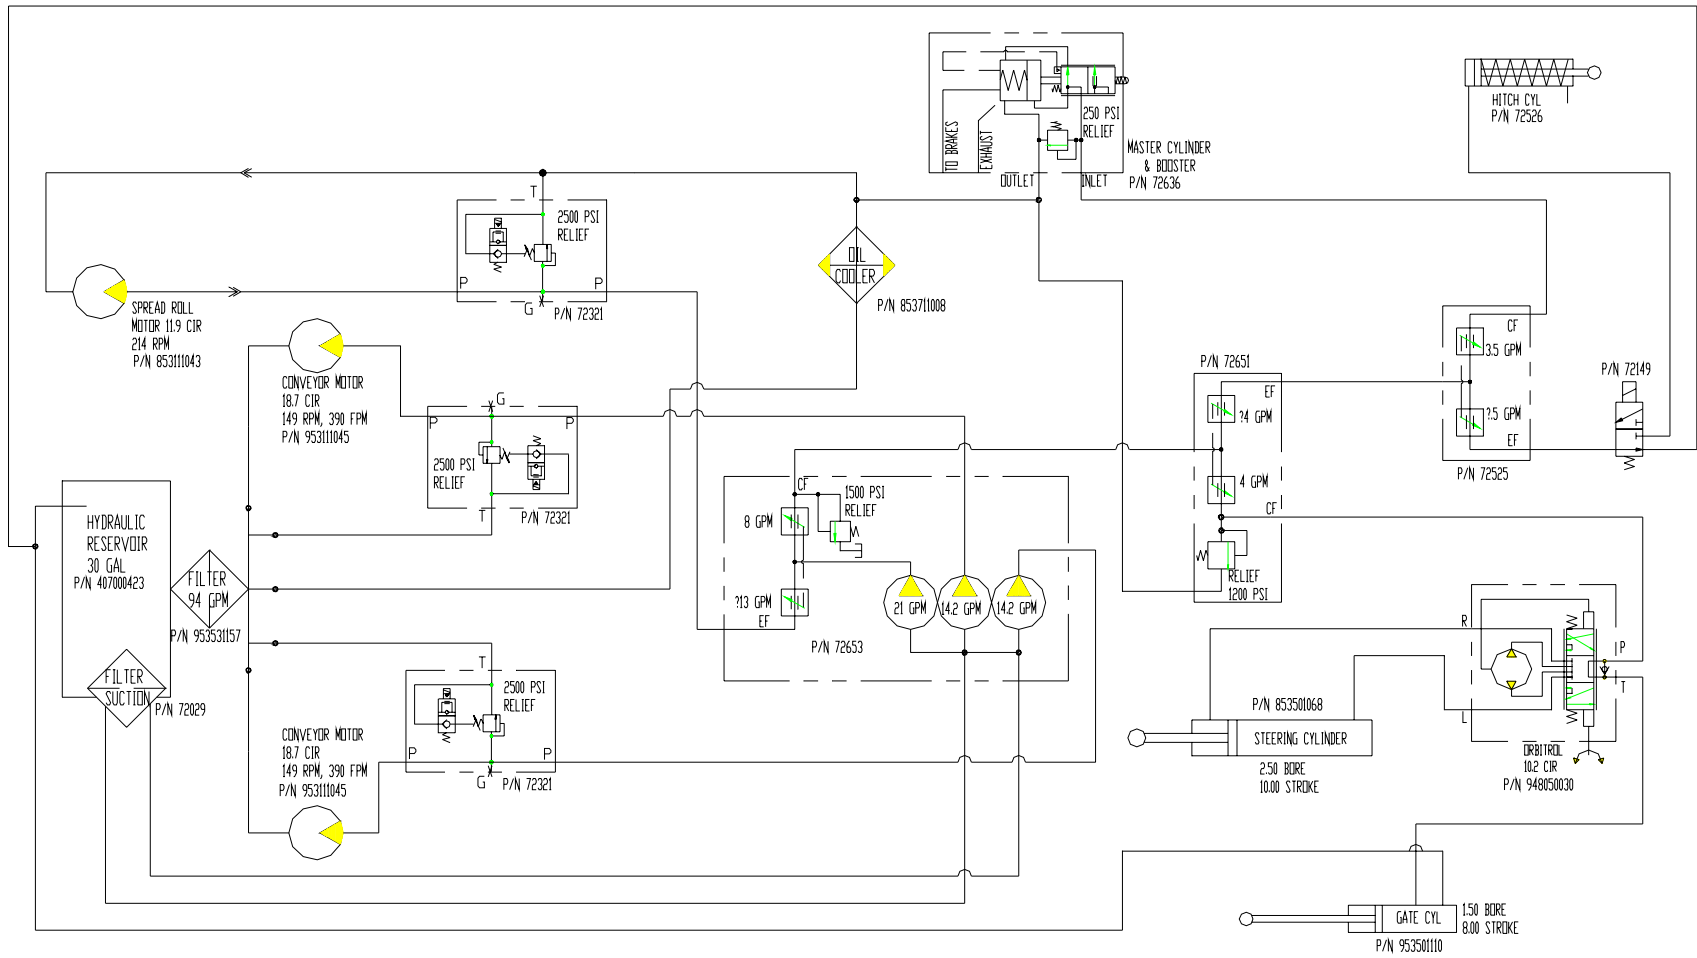 250 PSI
RELIEF
TO BRAKES
EXHAUST
OUTLET
INLET
MASTER CYLINDER
& BOOSTER
P/N 72636
HITCH CYL
P/N 72526
T
2500 PSI
RELIEF
P
P
G
P/N 72321
OIL
COOLER
P/N 853711008
SPREAD ROLL
MOTOR 11.9 CIR
214 RPM
P/N 853111043
CONVEYOR MOTOR
18.7 CIR
149 RPM, 390 FPM
P/N 953111045
G
P
P
2500 PSI
RELIEF
T
P/N 72321
P/N 72651
EF
?4 GPM
4 GPM
CF
RELIEF
1200 PSI
CF
3.5 GPM
?.5 GPM
EF
P/N 72525
P/N 72149
HYDRAULIC
RESERVOIR
30 GAL
P/N 407000423
FILTER
94 GPM
P/N 953531157
FILTER
SUCTION
P/N 72029
CF
1500 PSI
RELIEF
8 GPM
?13 GPM
EF
21 GPM
14.2 GPM
14.2 GPM
P/N 72653
T
2500 PSI
RELIEF
P
P
G
P/N 72321
CONVEYOR MOTOR
18.7 CIR
149 RPM, 390 FPM
P/N 953111045
R
P
T
L
ORBITROL
10.2 CIR
P/N 948050030
P/N 853501068
STEERING CYLINDER
2.50 BORE
10.00 STROKE
GATE CYL
1.50 BORE
8.00 STROKE
P/N 953501110